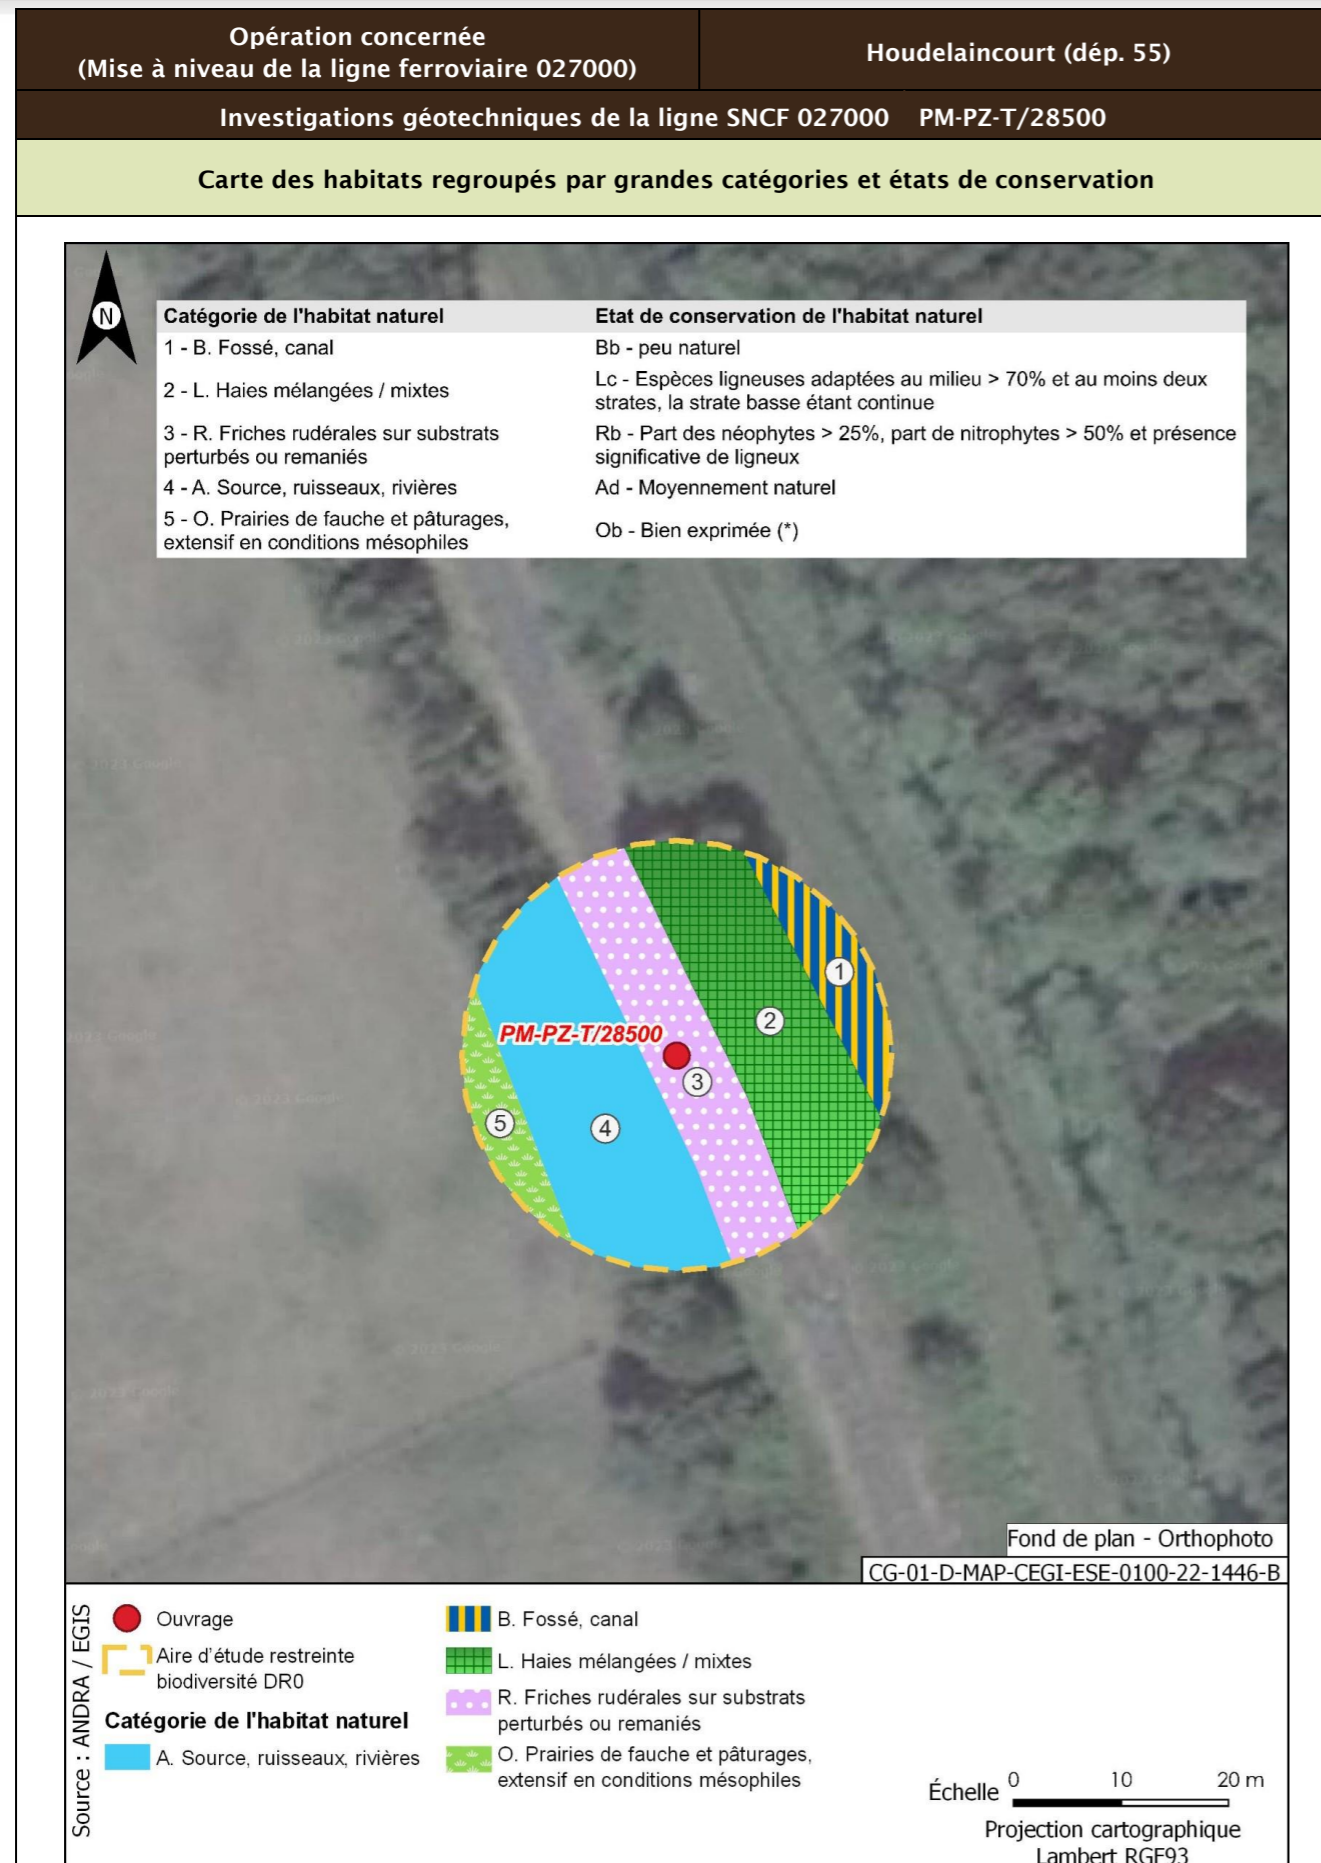 Opération concernée
(Mise à niveau de la ligne ferroviaire 027000)
Houdelaincourt (dép. 55)
Investigations géotechniques de la ligne SNCF 027000 PM-PZ-T/28500
Carte des habitats regroupés par grandes catégories et états de conservation
N
Catégorie de l'habitat naturel
Etat de conservation de l'habitat naturel
1 - B. Fossé, canal
Bb - peu naturel
2 - L. Haies mélangées / mixtes
Lc - Espèces ligneuses adaptées au milieu > 70% et au moins deux
strates, la strate basse étant continue
3 - R. Friches rudérales sur substrats
perturbés ou remaniés
Rb - Part des néophytes > 25%, part de nitrophytes > 50% et présence
significative de ligneux
4 - A. Source, ruisseaux, rivières
Ad - Moyennement naturel
5 - O. Prairies de fauche et pâturages,
extensif en conditions mésophiles
Ob - Bien exprimée (*)
1
2
PM-PZ-T/28500
3
4
5
Fond de plan - Orthophoto
CG-01-D-MAP-CEGI-ESE-0100-22-1446-B
Source : ANDRA / EGIS
Ouvrage
Aire d'étude restreinte
biodiversité DR0
Catégorie de l'habitat naturel
A. Source, ruisseaux, rivières
B. Fossé, canal
L. Haies mélangées / mixtes
R. Friches rudérales sur substrats
perturbés ou remaniés
O. Prairies de fauche et pâturages,
extensif en conditions mésophiles
Échelle 0 10 20 m
Projection cartographique
Lambert RGF93